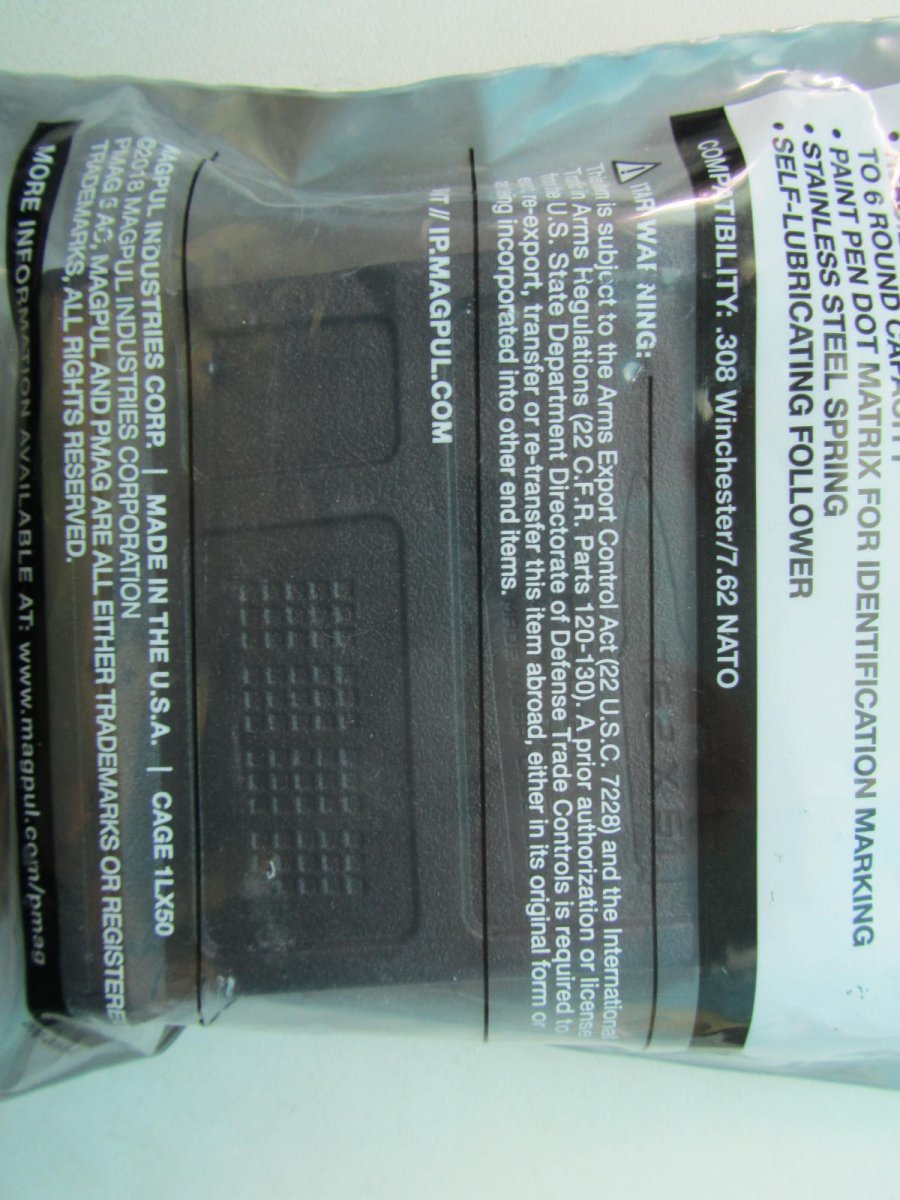 TO 6 ROUND CAPACITY
• PAINT PEN DOT MATRIX FOR IDENTIFICATION MARKING
• STAINLESS STEEL SPRING
• SELF-LUBRICATING FOLLOWER
COMPATIBILITY: .308 Winchester/7.62 NATO
ITAR WARNING:
is subject to the Arms Export Control Act (22 U.S.C. 7228) and the International
in Arms Regulations (22 C.F.R. Parts 120-130). A prior authorization or license
the U.S. State Department Directorate of Defense Trade Controls is required to
re-export, transfer or re-transfer this item abroad, either in its original form or
incorporated into other end items.
// IP.MAGPUL.COM
MAGPUL INDUSTRIES CORP. | MADE IN THE U.S.A. | CAGE 1LX50
©2018 MAGPUL INDUSTRIES CORPORATION
PMAG AC, MAGPUL AND PMAG ARE ALL EITHER TRADEMARKS OR REGISTERE
TRADEMARKS, ALL RIGHTS RESERVED.
MORE INFORMATION AVAILABLE AT: www.magpul.com/pmag